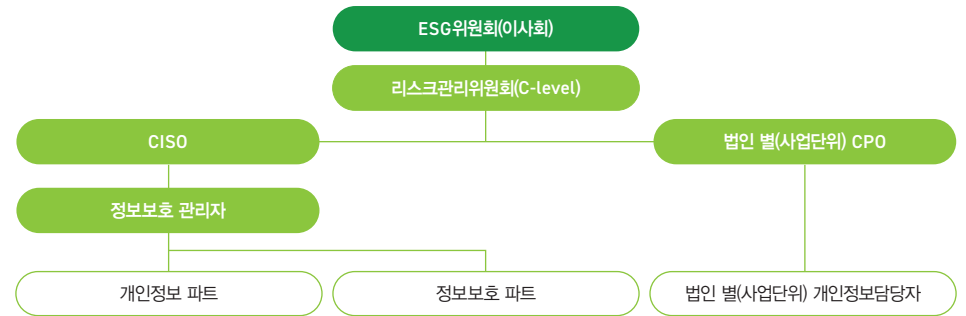 ESG위원회(이사회)
리스크관리위원회(C-level)
CISO
법인 별(사업단위) CPO
정보보호 관리자
개인정보 파트
정보보호 파트
법인 별(사업단위) 개인정보담당자